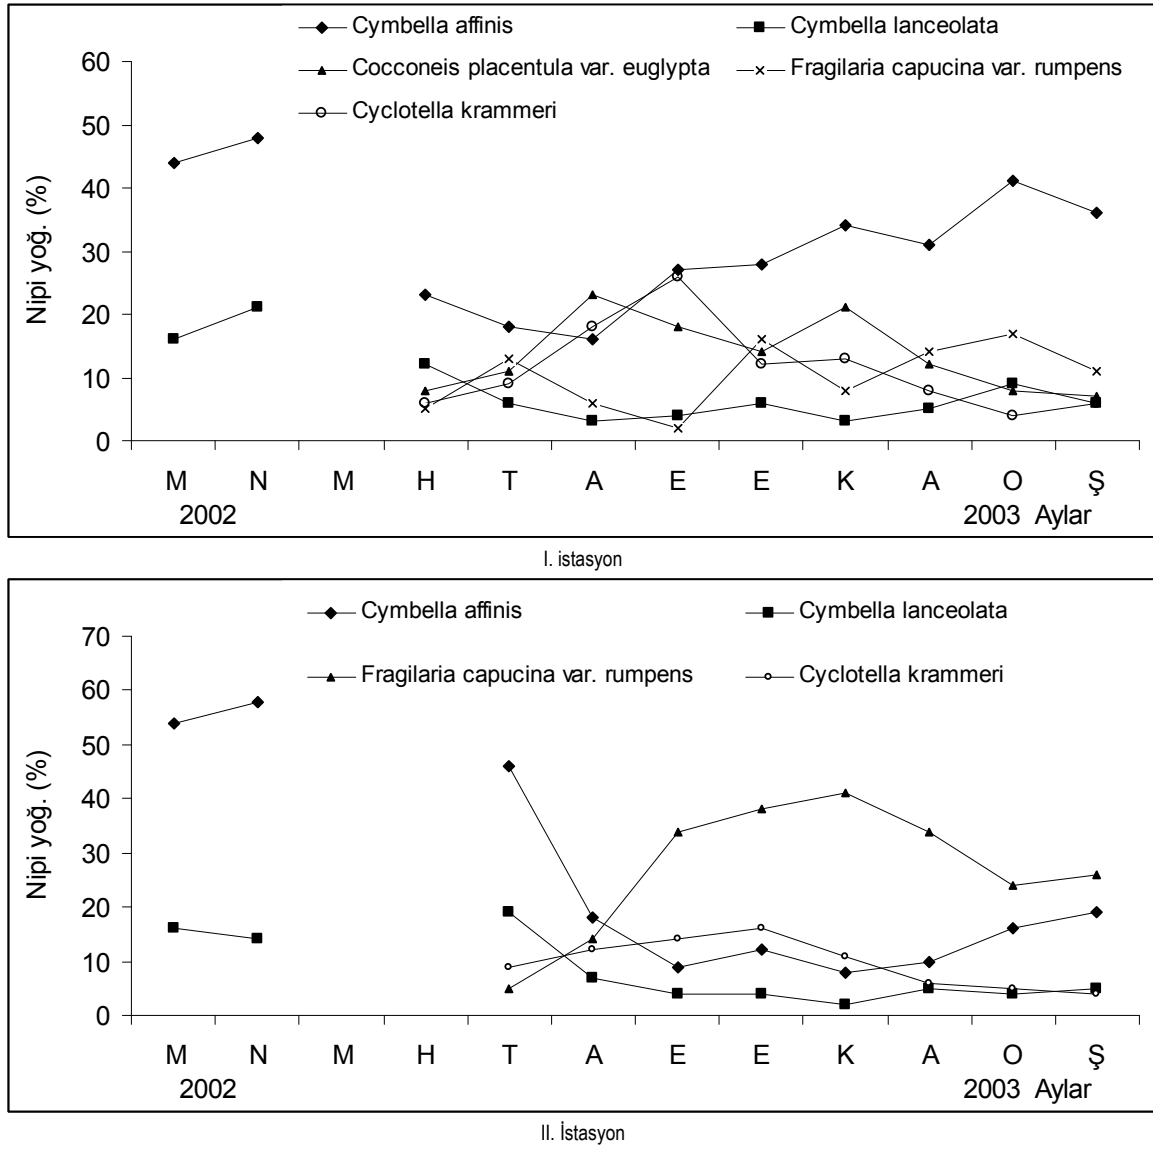 Cymbella affinis Cymbella lanceolata
Cocconeis placentula var. euglypta Fragilaria capucina var. rumpens
Cyclotella krammeri
Nipi yoğ. (%)
60
50
40
30
20
10
0
M N M H T A E E K A O Ş
2002 2003 Aylar
I. istasyon
Cymbella affinis Cymbella lanceolata
Fragilaria capucina var. rumpens Cyclotella krammeri
Nipi yoğ. (%)
70
60
50
40
30
20
10
0
M N M H T A E E K A O Ş
2002 2003 Aylar
II. İstasyon